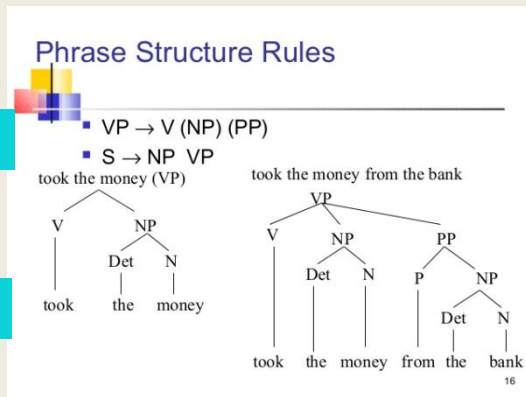 Phrase Structure Rules
VP → V (NP) (PP)
S → NP VP
took the money (VP)
V NP
Det N
took the money
took the money from the bank
VP
V NP PP
Det N P NP
Det N
took the money from the bank
16